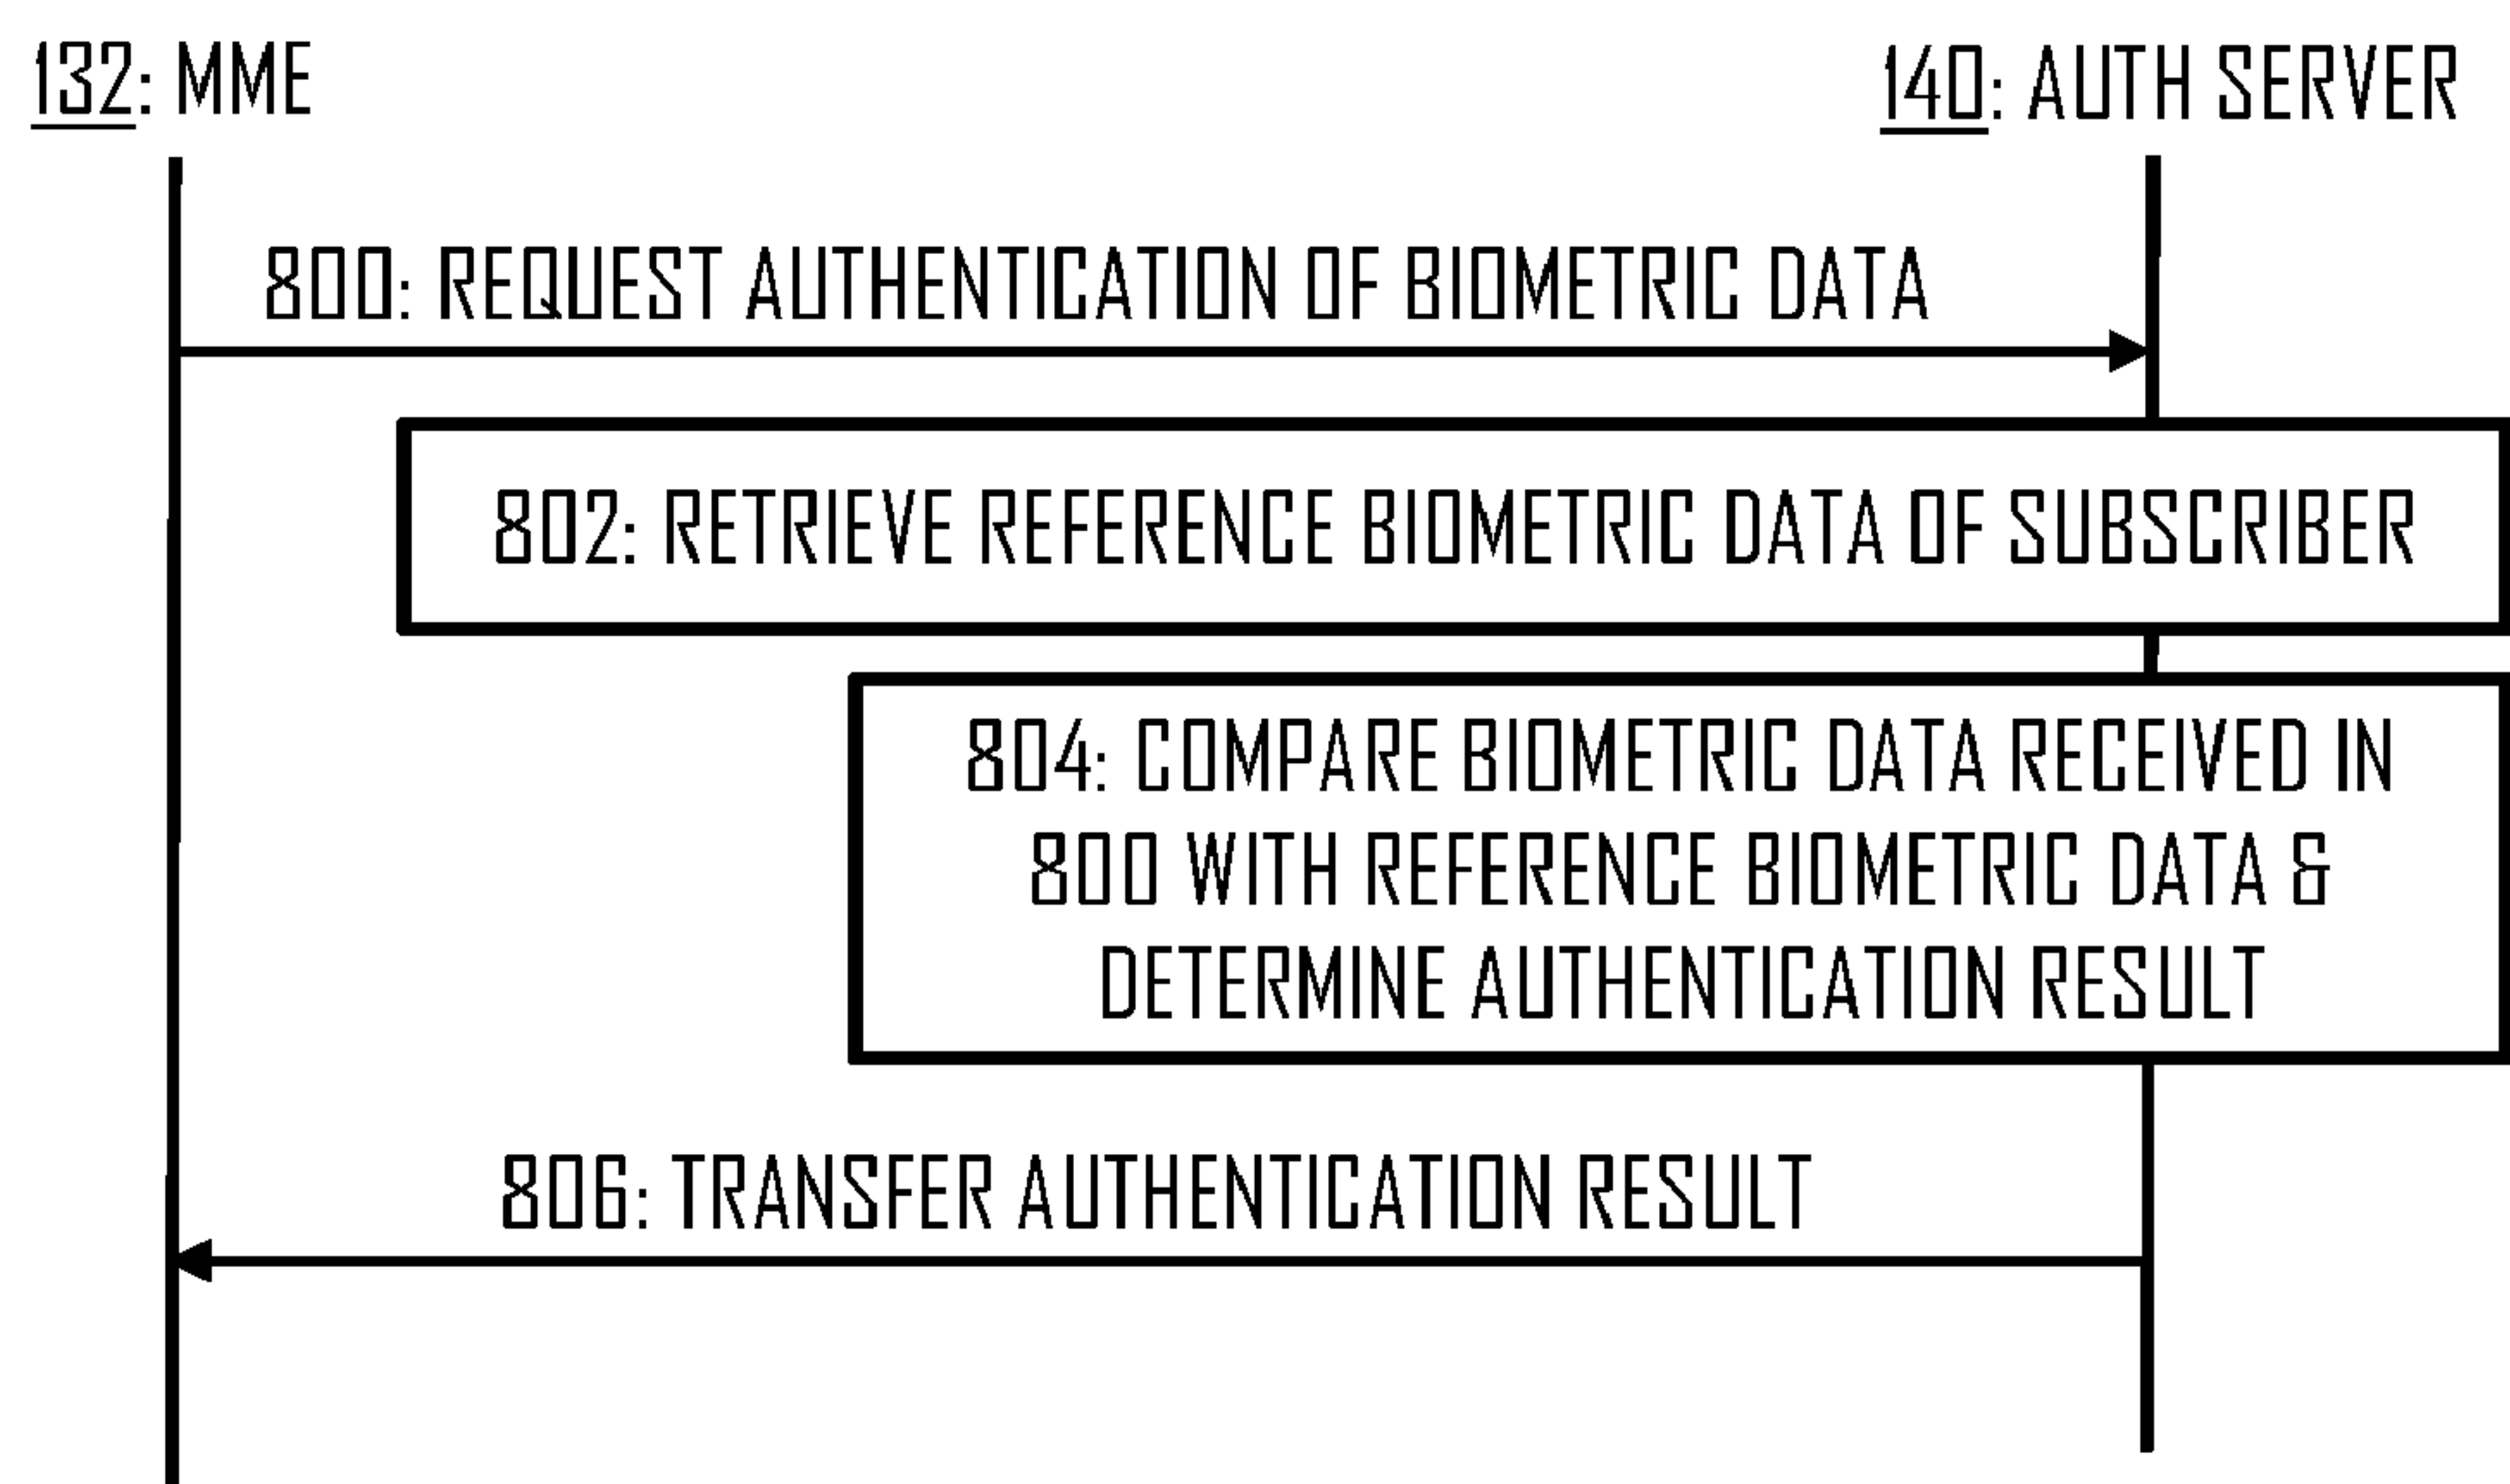 132: MME
140: AUTH SERVER
800: REQUEST AUTHENTICATION OF BIOMETRIC DATA
802: RETRIEVE REFERENCE BIOMETRIC DATA OF SUBSCRIBER
804: COMPARE BIOMETRIC DATA RECEIVED IN
800 WITH REFERENCE BIOMETRIC DATA &
DETERMINE AUTHENTICATION RESULT
806: TRANSFER AUTHENTICATION RESULT